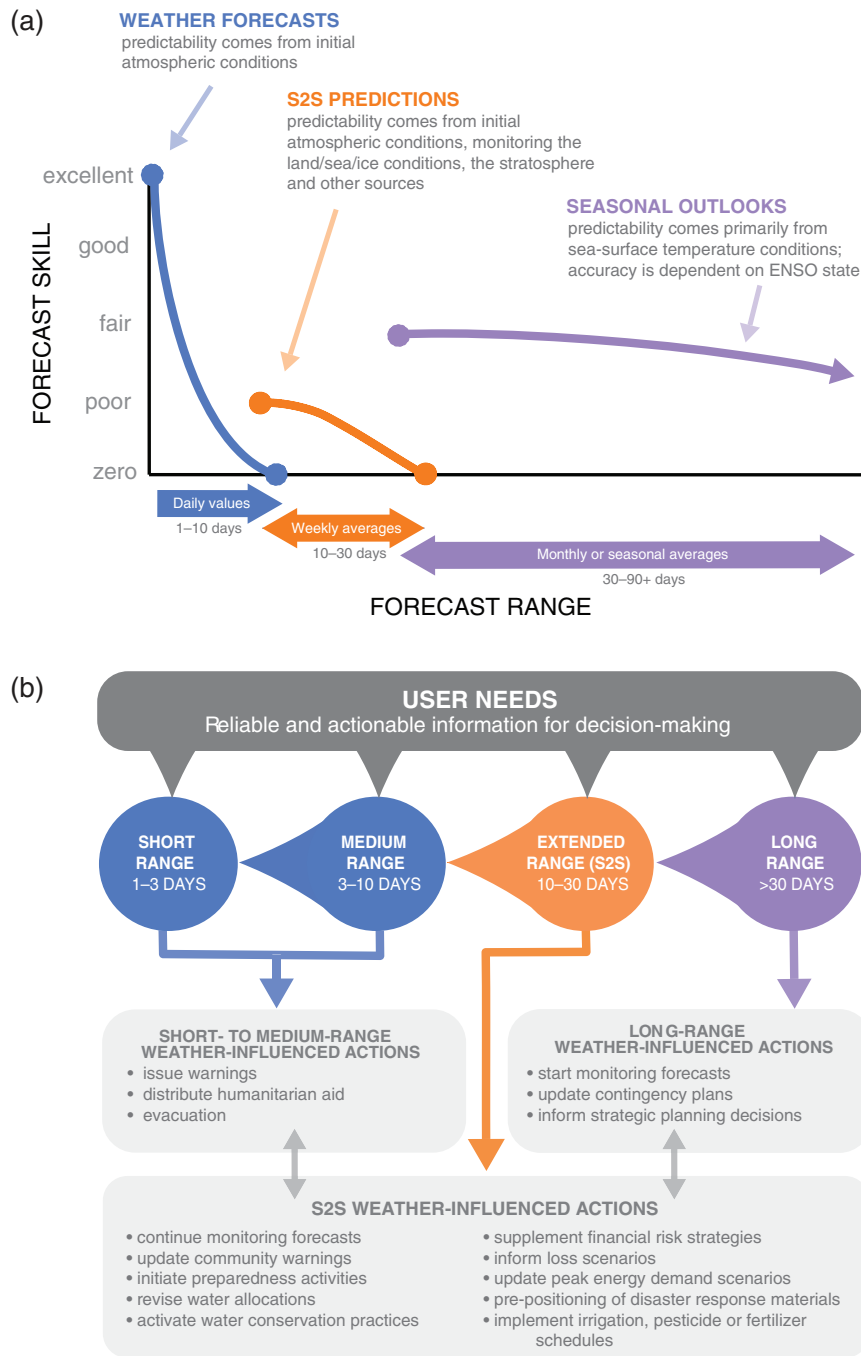 (a)
WEATHER FORECASTS
predictability comes from initial
atmospheric conditions
S2S PREDICTIONS
predictability comes from initial
atmospheric conditions, monitoring the
land/sea/ice conditions, the stratosphere
and other sources
SEASONAL OUTLOOKS
predictability comes primarily from
sea-surface temperature conditions;
accuracy is dependent on ENSO state
FORECAST SKILL
excellent
good
fair
poor
zero
Daily values
1–10 days
Weekly averages
10–30 days
Monthly or seasonal averages
30–90+ days
FORECAST RANGE
(b)
USER NEEDS
Reliable and actionable information for decision-making
SHORT
RANGE
1–3 DAYS
MEDIUM
RANGE
3–10 DAYS
EXTENDED
RANGE (S2S)
10–30 DAYS
LONG
RANGE
>30 DAYS
SHORT- TO MEDIUM-RANGE
WEATHER-INFLUENCED ACTIONS
• issue warnings
• distribute humanitarian aid
• evacuation
LONG-RANGE
WEATHER-INFLUENCED ACTIONS
• start monitoring forecasts
• update contingency plans
• inform strategic planning decisions
S2S WEATHER-INFLUENCED ACTIONS
• continue monitoring forecasts
• update community warnings
• initiate preparedness activities
• revise water allocations
• activate water conservation practices
• supplement financial risk strategies
• inform loss scenarios
• update peak energy demand scenarios
• pre-positioning of disaster response materials
• implement irrigation, pesticide or fertilizer
schedules